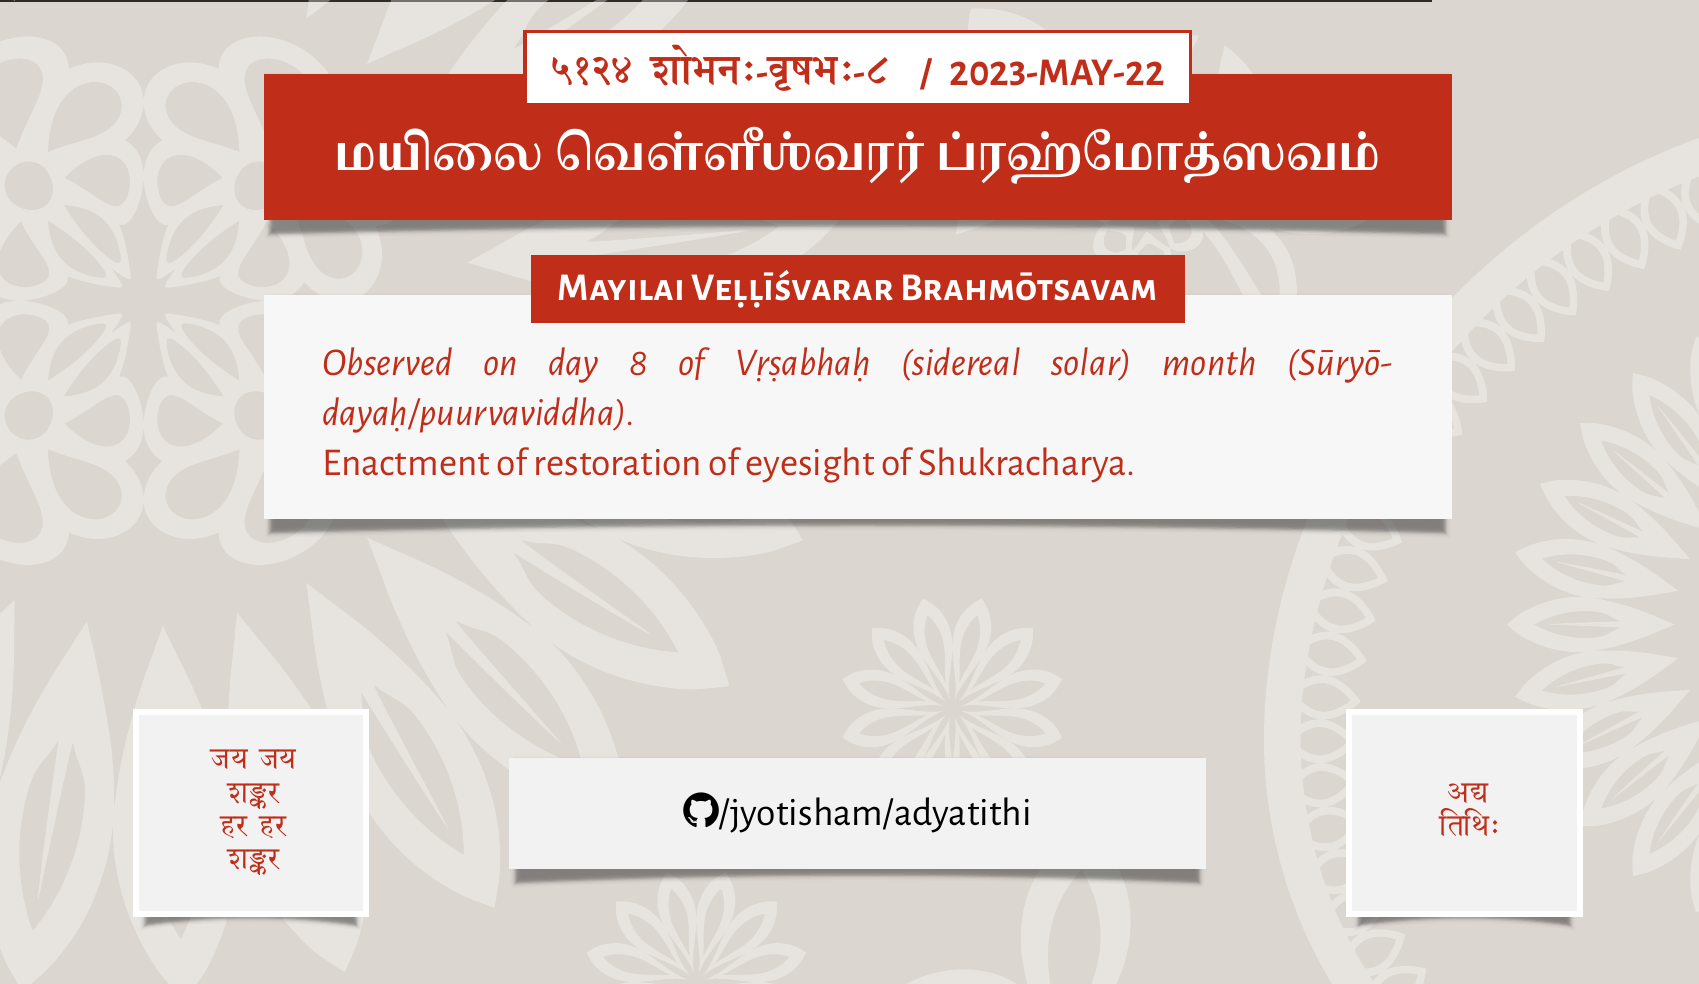 ५१२४ शोभनः-वृषभः-८ / 2023-MAY-22
மயிலை வெள்ளீஶ்வரர் ப்ரஹ்மோத்ஸவம்
Mayilai Veḷḷīśvarar Brahmōtsavam
Observed on day 8 of Vṛṣabhaḥ (sidereal solar) month (Sūryō-
dayaḥ/puurvaviddha).
Enactment of restoration of eyesight of Shukracharya.
जय जय
शङ्कर
हर हर
शङ्कर
/jyotisham/adyatithi
अद्य
तिथिः